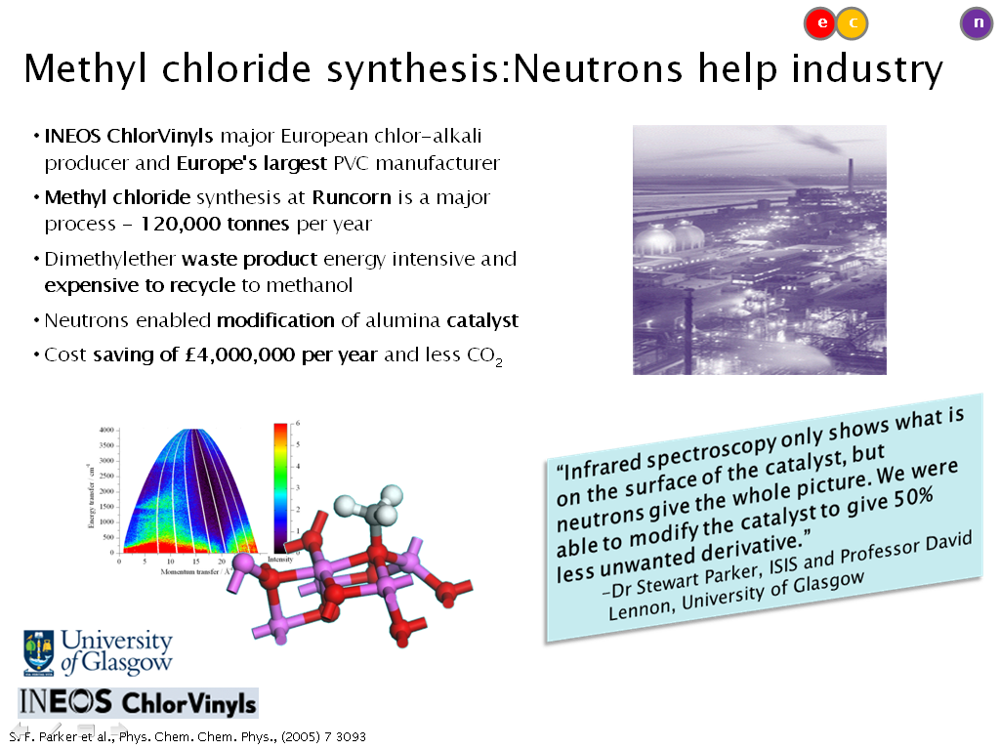 e c n
Methyl chloride synthesis:Neutrons help industry
• INEOS ChlorVinyls major European chlor-alkali
producer and Europe's largest PVC manufacturer
• Methyl chloride synthesis at Runcorn is a major
process - 120,000 tonnes per year
• Dimethylether waste product energy intensive and
expensive to recycle to methanol
• Neutrons enabled modification of alumina catalyst
• Cost saving of £4,000,000 per year and less CO2
4000
3500
3000
2500
2000
1500
1000
500
0
Energy transfer / cm-1
0 5 10 15 20
Momentum transfer / Å
6
5
4
3
2
1
0
Intensity
“Infrared spectroscopy only shows what is
on the surface of the catalyst, but
neutrons give the whole picture. We were
able to modify the catalyst to give 50%
less unwanted derivative.”
-Dr Stewart Parker, ISIS and Professor David
Lennon, University of Glasgow
University
of Glasgow
INEOS ChlorVinyls
S. F. Parker et al., Phys. Chem. Chem. Phys., (2005) 7 3093